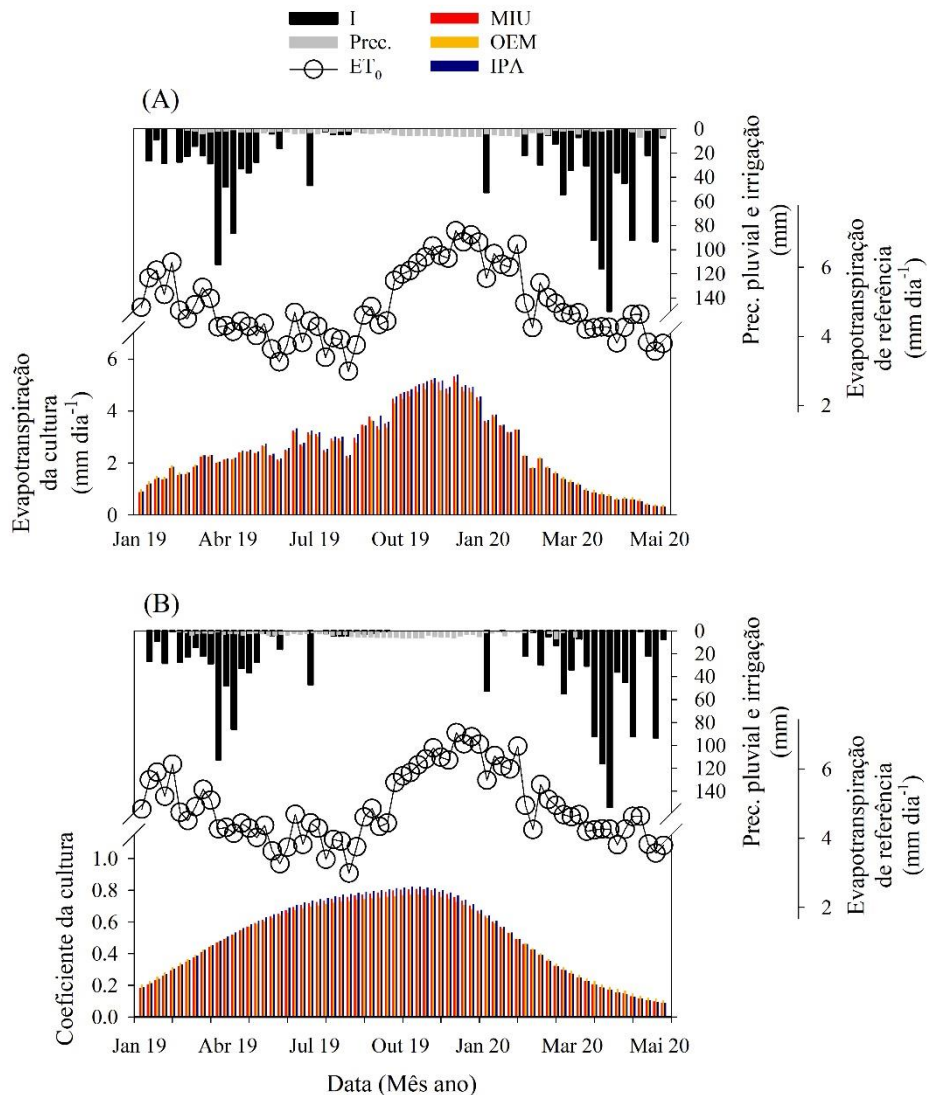 I
Prec.
ET0
MIU
OEM
IPA
(A)
0
20
40
60
80
100
120
140
Prec. pluvial e irrigação
(mm)
6
4
2
Evapotranspiração
de referência
(mm dia-1)
6
4
2
0
Evapotranspiração
da cultura
(mm dia-1)
Jan 19 Abr 19 Jul 19 Out 19 Jan 20 Mar 20 Mai 20
(B)
0
20
40
60
80
100
120
140
Prec. pluvial e irrigação
(mm)
6
4
2
Evapotranspiração
de referência
(mm dia-1)
1.0
0.8
0.6
0.4
0.2
0.0
Coeficiente da cultura
Jan 19 Abr 19 Jul 19 Out 19 Jan 20 Mar 20 Mai 20
Data (Mês ano)